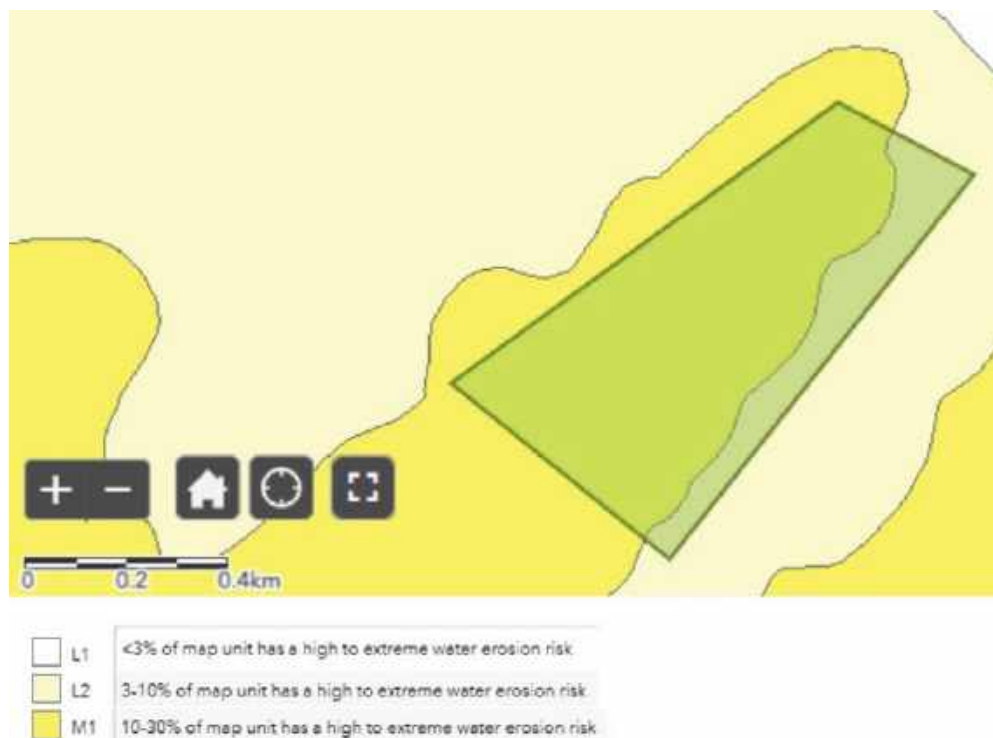 + −
0 0.2 0.4km
L1 <3% of map unit has a high to extreme water erosion risk
L2 3-10% of map unit has a high to extreme water erosion risk
M1 10-30% of map unit has a high to extreme water erosion risk